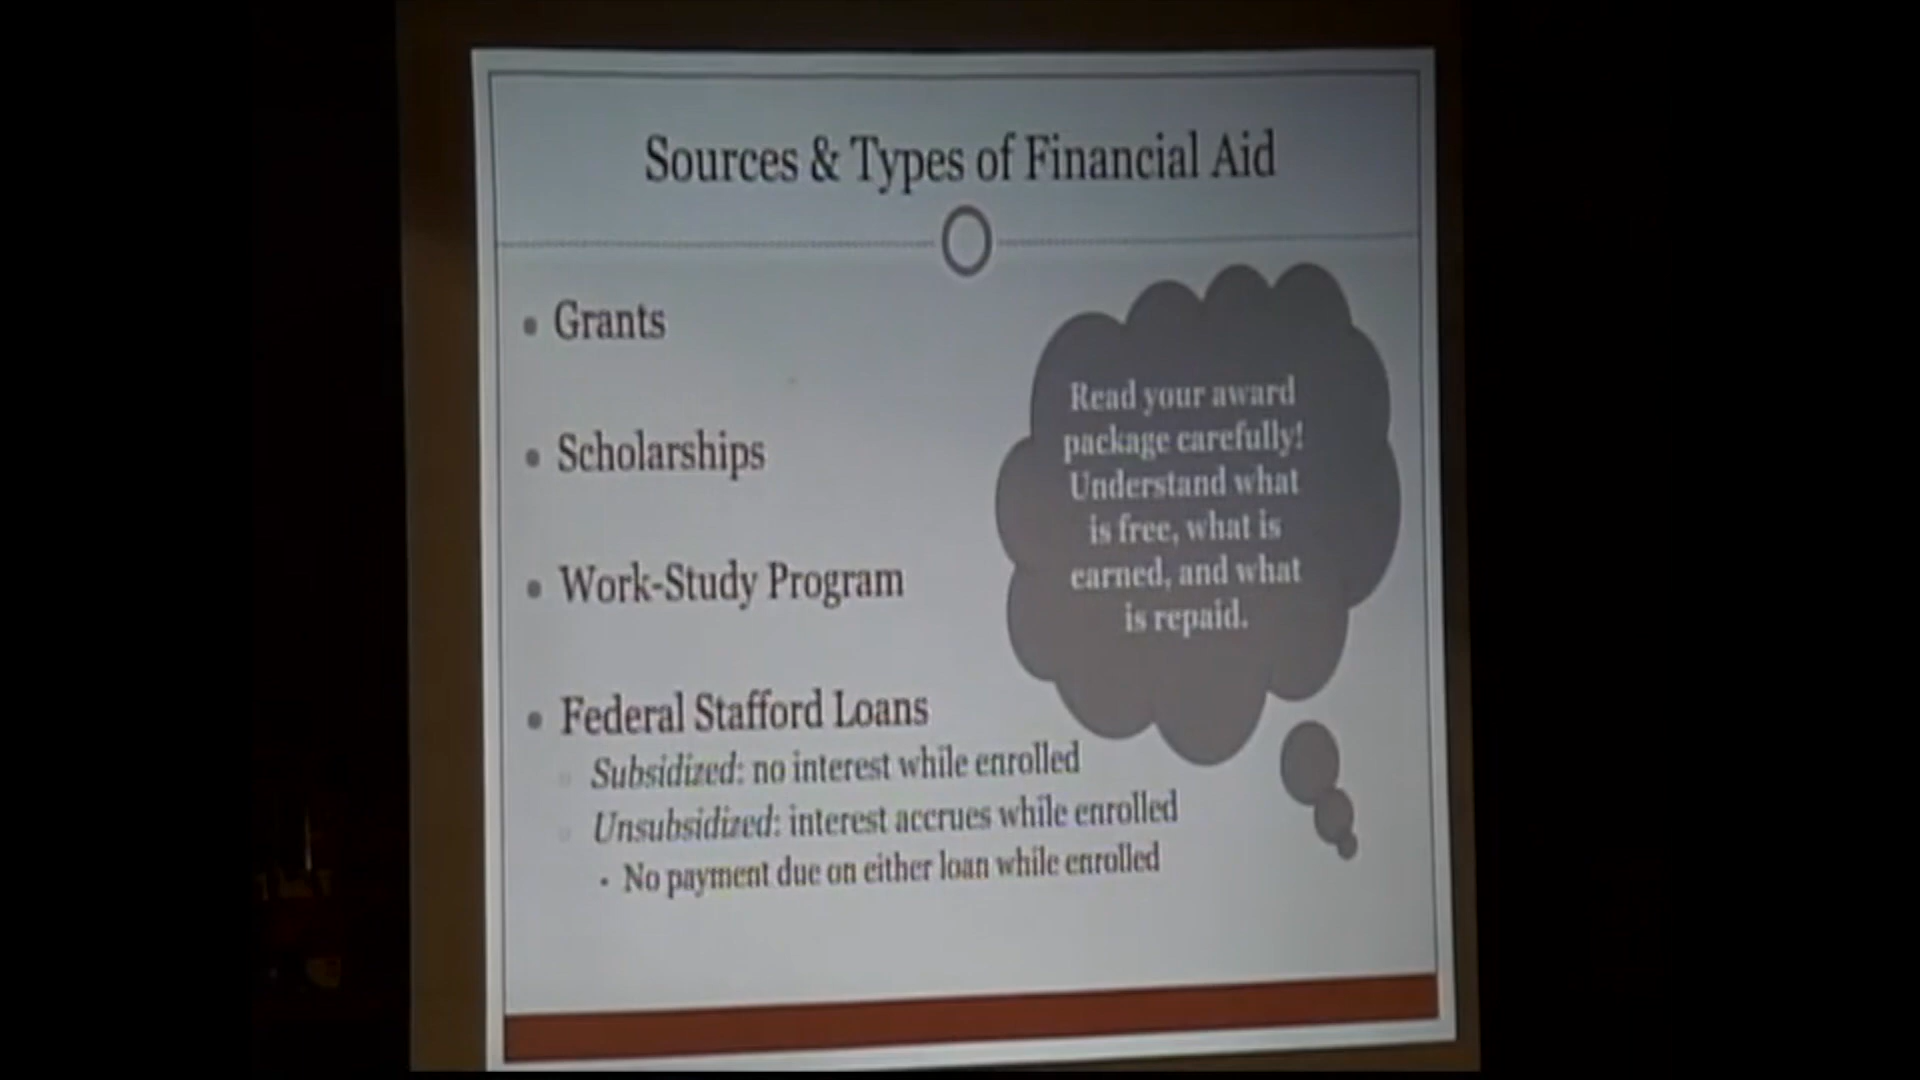 Sources & Types of Financial Aid
Grants
Scholarships
Work-Study Program
Federal Stafford Loans
Subsidized: no interest while enrolled
Unsubsidized: interest accrues while enrolled
No payment due on either loan while enrolled
Read your award
package carefully!
Understand what
is free, what is
earned, and what
is repaid.